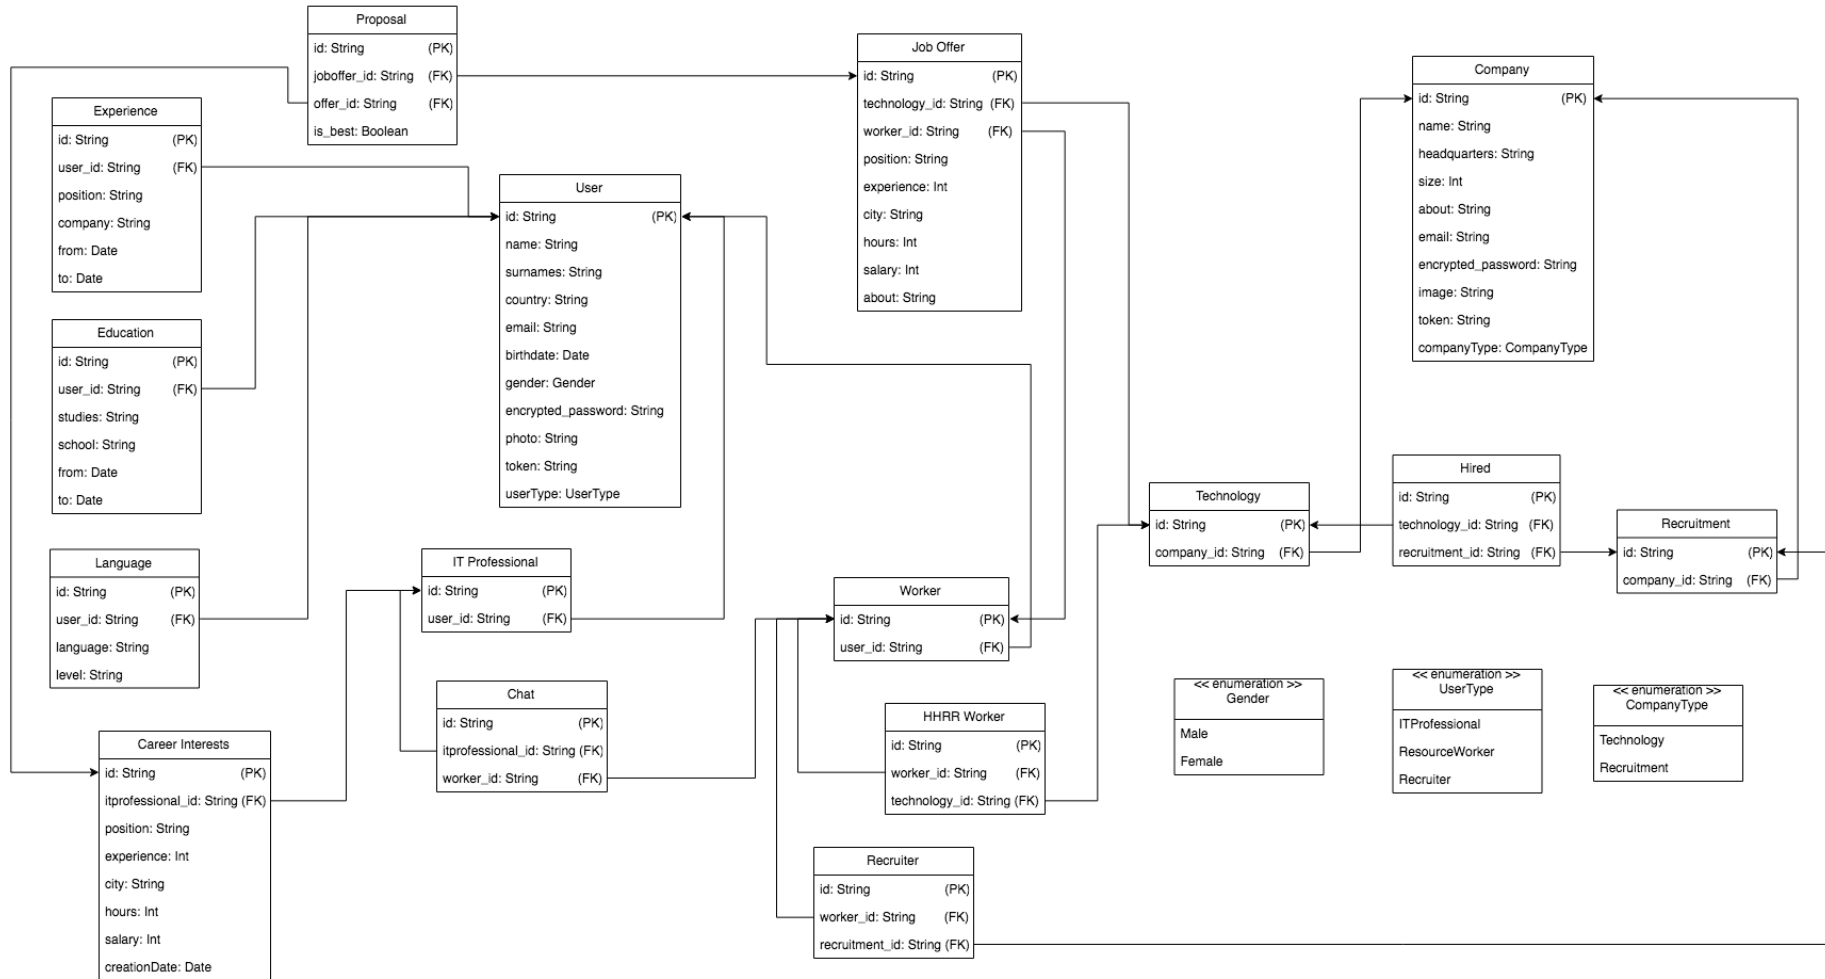 Proposal
id: String (PK)
joboffer_id: String (FK)
offer_id: String (FK)
is_best: Boolean
Experience
id: String (PK)
user_id: String (FK)
position: String
company: String
from: Date
to: Date
Education
id: String (PK)
user_id: String (FK)
studies: String
school: String
from: Date
to: Date
Language
id: String (PK)
user_id: String (FK)
language: String
level: String
Career Interests
id: String (PK)
itprofessional_id: String (FK)
position: String
experience: Int
city: String
hours: Int
salary: Int
creationDate: Date
User
id: String (PK)
name: String
surnames: String
country: String
email: String
birthdate: Date
gender: Gender
encrypted_password: String
photo: String
token: String
userType: UserType
IT Professional
id: String (PK)
user_id: String (FK)
Chat
id: String (PK)
itprofessional_id: String (FK)
worker_id: String (FK)
Job Offer
id: String (PK)
technology_id: String (FK)
worker_id: String (FK)
position: String
experience: Int
city: String
hours: Int
salary: Int
about: String
Worker
id: String (PK)
user_id: String (FK)
HHRR Worker
id: String (PK)
worker_id: String (FK)
technology_id: String (FK)
Recruiter
id: String (PK)
worker_id: String (FK)
recruitment_id: String (FK)
Company
id: String (PK)
name: String
headquarters: String
size: Int
about: String
email: String
encrypted_password: String
image: String
token: String
companyType: CompanyType
Technology
id: String (PK)
company_id: String (FK)
Hired
id: String (PK)
technology_id: String (FK)
recruitment_id: String (FK)
Recruitment
id: String (PK)
company_id: String (FK)
<< enumeration >>
Gender
Male
Female
<< enumeration >>
UserType
ITProfessional
ResourceWorker
Recruiter
<< enumeration >>
CompanyType
Technology
Recruitment